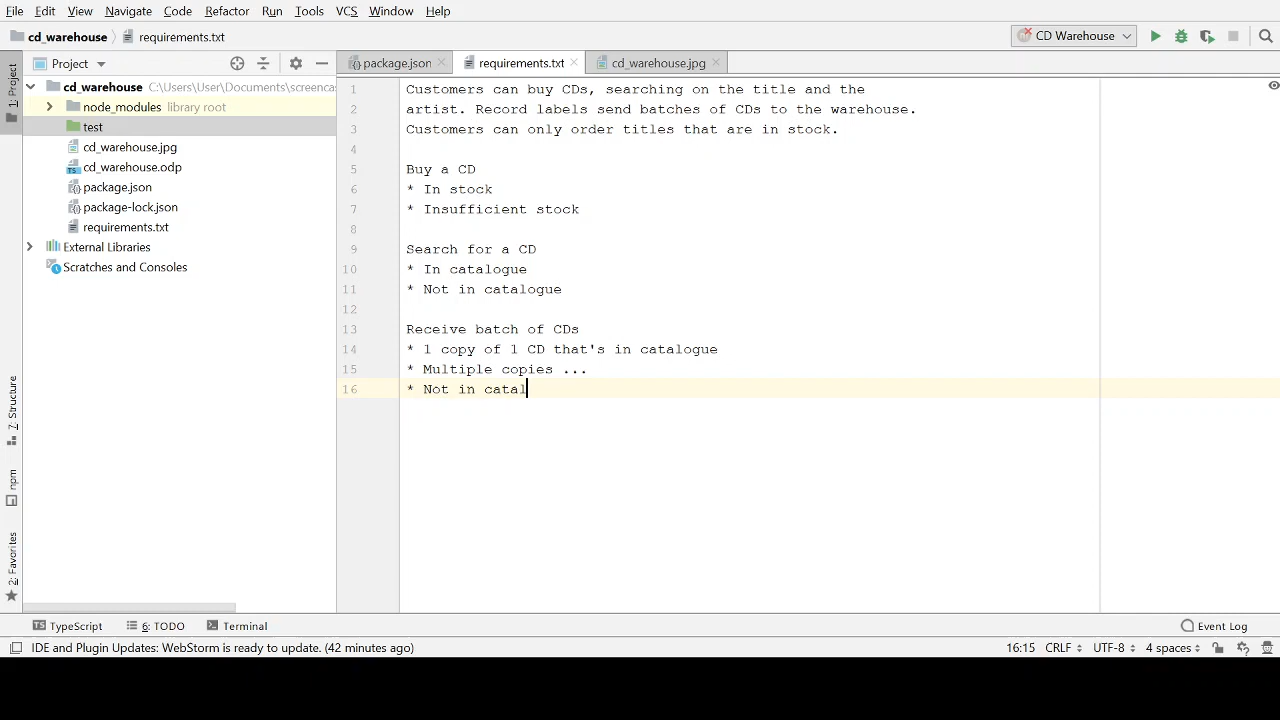 File Edit View Navigate Code Refactor Run Tools VCS Window Help
cd_warehouse requirements.txt CD Warehouse
Project package.json requirements.txt cd_warehouse.jpg
1: Project
cd_warehouse C:\Users\User\Documents\screencas
node_modules library root
test
cd_warehouse.jpg
cd_warehouse.odp
package.json
package-lock.json
requirements.txt
External Libraries
Scratches and Consoles
1 Customers can buy CDs, searching on the title and the
2 artist. Record labels send batches of CDs to the warehouse.
3 Customers can only order titles that are in stock.
4
5 Buy a CD
6 * In stock
7 * Insufficient stock
8
9 Search for a CD
10 * In catalogue
11 * Not in catalogue
12
13 Receive batch of CDs
14 * 1 copy of 1 CD that's in catalogue
15 * Multiple copies ...
16 * Not in catal
7: Structure
npm
2: Favorites
TypeScript 6: TODO Terminal Event Log
IDE and Plugin Updates: WebStorm is ready to update. (42 minutes ago) 16:15 CRLF UTF-8 4 spaces